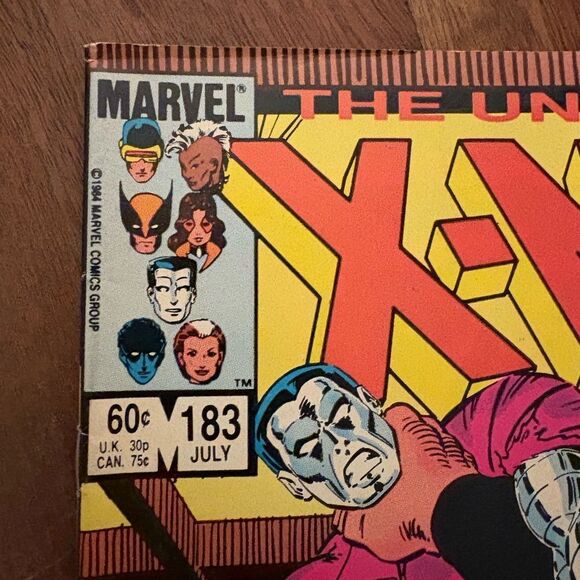 MARVEL®
THE UN
X-M
©1984 MARVEL COMICS GROUP
TM
60¢
U.K. 30p
CAN. 75¢
183
JULY